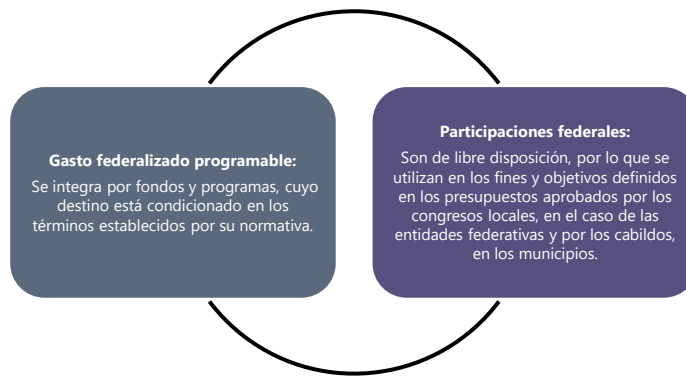 Gasto federalizado programable:
Se integra por fondos y programas, cuyo
destino está condicionado en los
términos establecidos por su normativa.
Participaciones federales:
Son de libre disposición, por lo que se
utilizan en los fines y objetivos definidos
en los presupuestos aprobados por los
congresos locales, en el caso de las
entidades federativas y por los cabildos,
en los municipios.